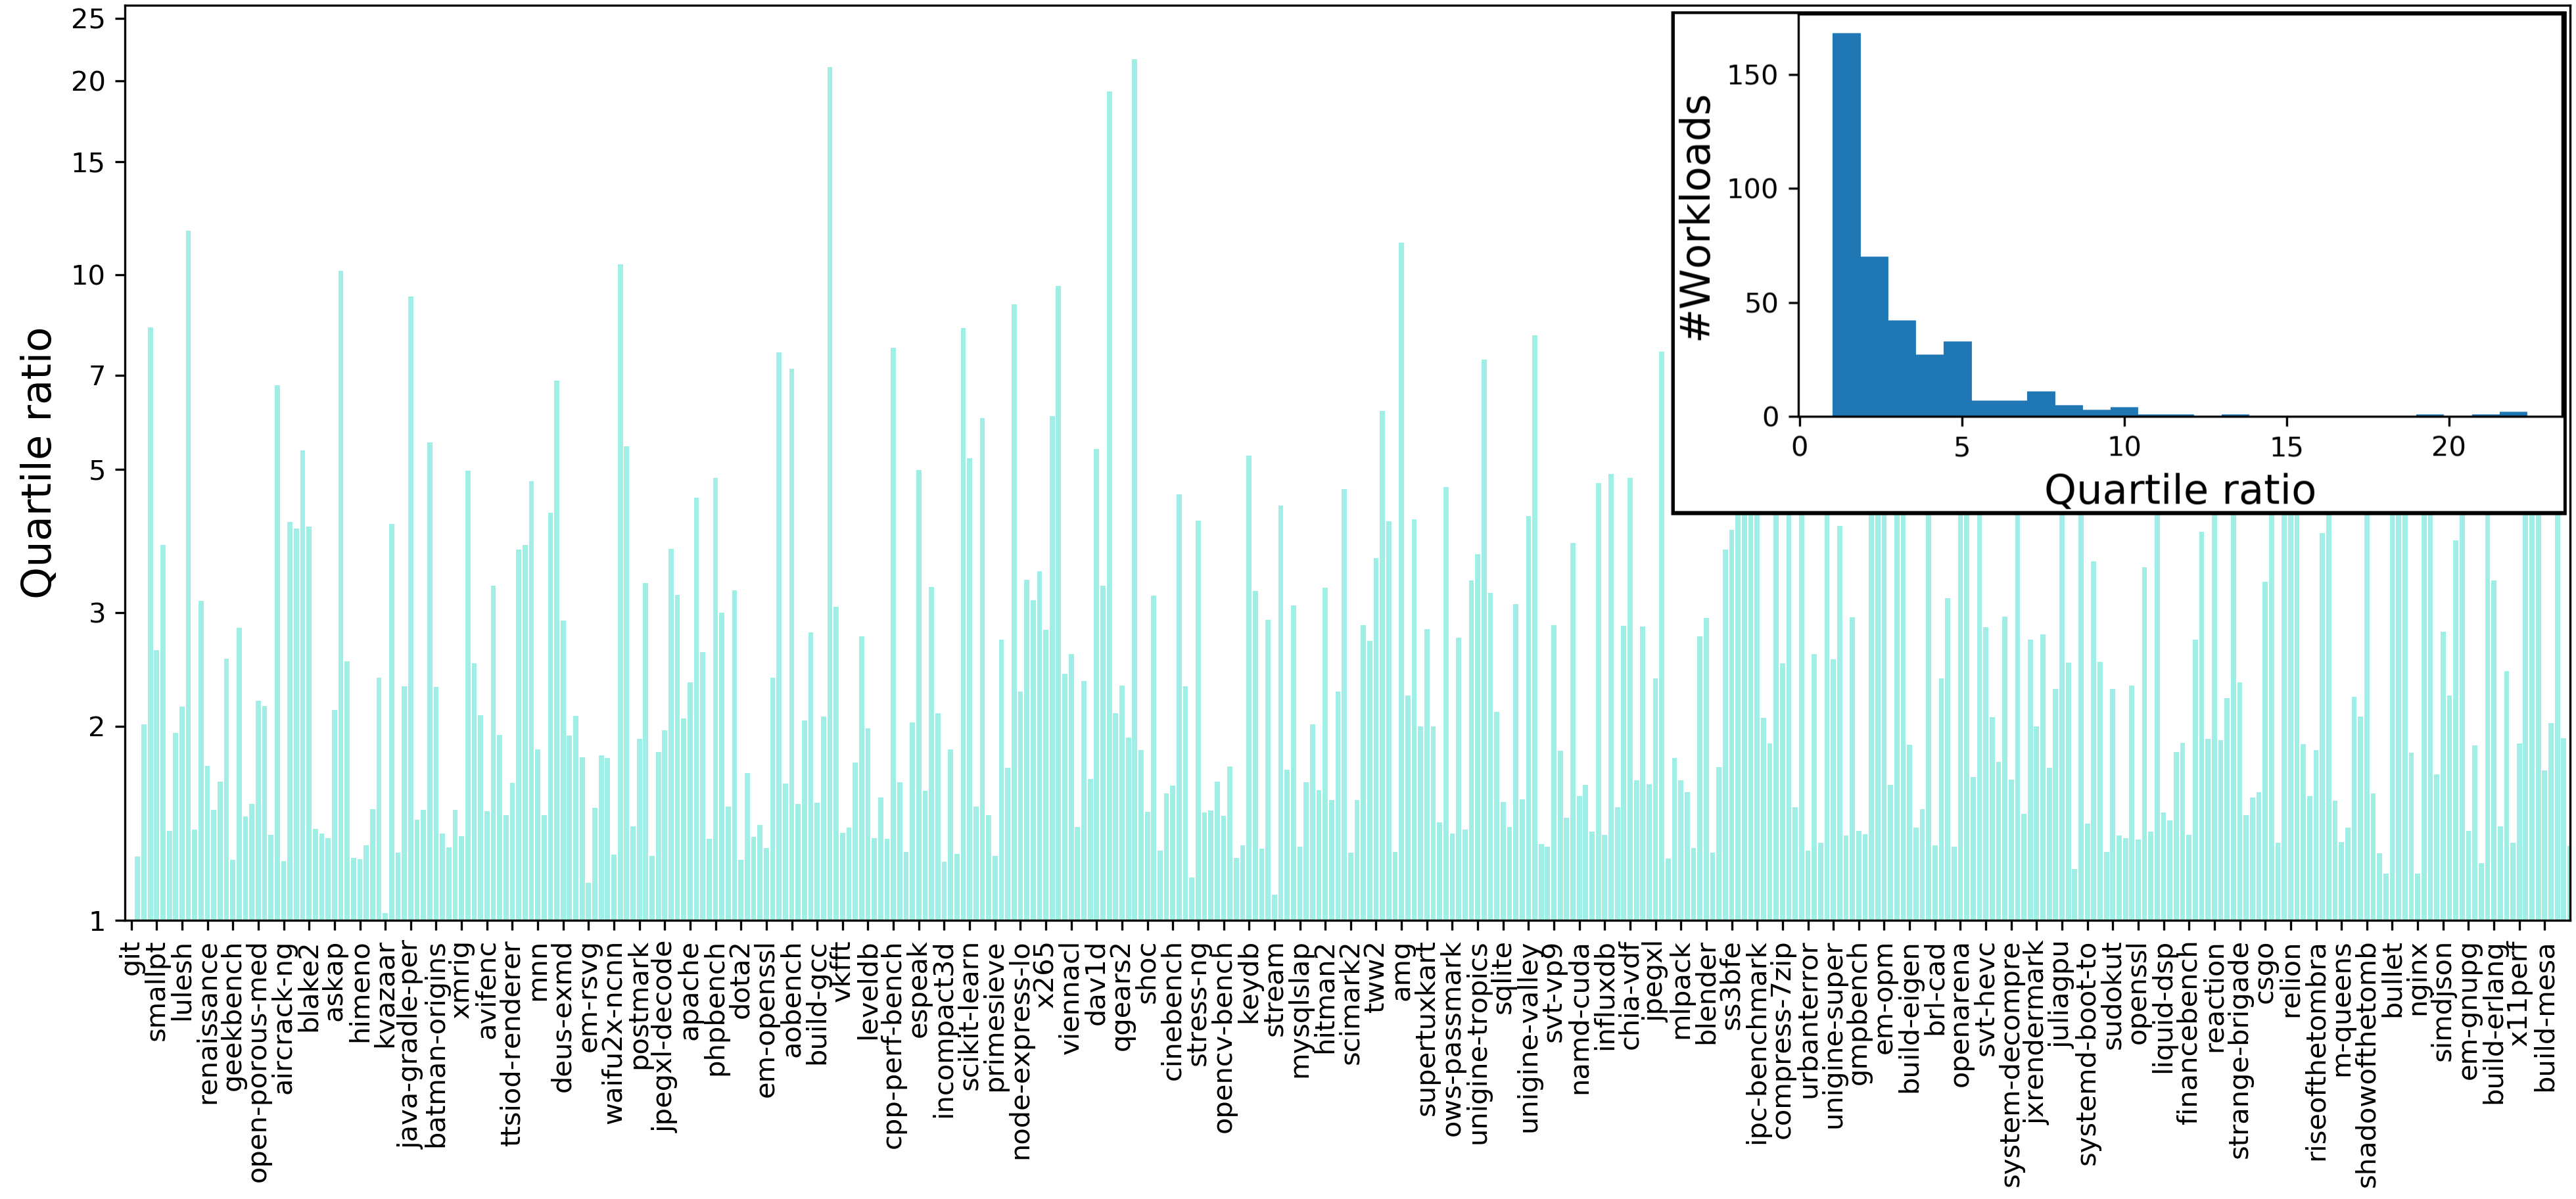 Quartile ratio
25
20
15
10
7
5
3
2
1
#Workloads
150
100
50
0
0 5 10 15 20
Quartile ratio
git
smallpt
lulesh
renaissance
geekbench
open-porous-med
aircrack-ng
blake2
askap
himeno
kvazaar
java-gradle-per
batman-origins
xmrig
avifenc
ttsiod-renderer
mnn
deus-exmd
em-rsvg
waifu2x-ncnn
postmark
jpegxl-decode
apache
phpbench
dota2
em-openssl
aobench
build-gcc
vkfft
leveldb
cpp-perf-bench
espeak
incompact3d
scikit-learn
primesieve
node-express-lo
x265
viennacl
dav1d
qgears2
shoc
cinebench
stress-ng
opencv-bench
keydb
stream
mysqlslap
hitman2
scimark2
tww2
amg
supertuxkart
ows-passmark
unigine-tropics
sqlite
unigine-valley
svt-vp9
namd-cuda
influxdb
chia-vdf
jpegxl
mlpack
blender
ss3bfe
ipc-benchmark
compress-7zip
urbanterror
unigine-super
gmpbench
em-opm
build-eigen
brl-cad
openarena
svt-hevc
system-decompre
jxrendermark
juliagpu
systemd-boot-to
sudokut
openssl
liquid-dsp
financebench
reaction
strange-brigade
csgo
relion
riseofthetombra
m-queens
shadowofthetomb
bullet
nginx
simdjson
em-gnupg
build-erlang
x11perf
build-mesa